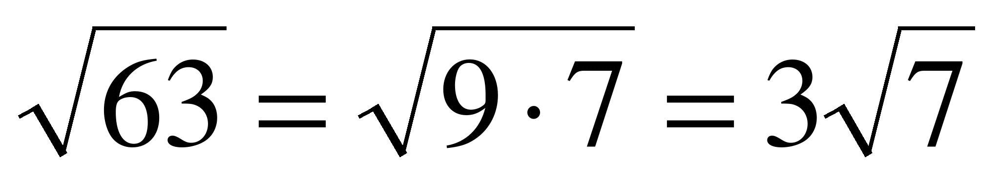 √63 = √9·7 = 3√7